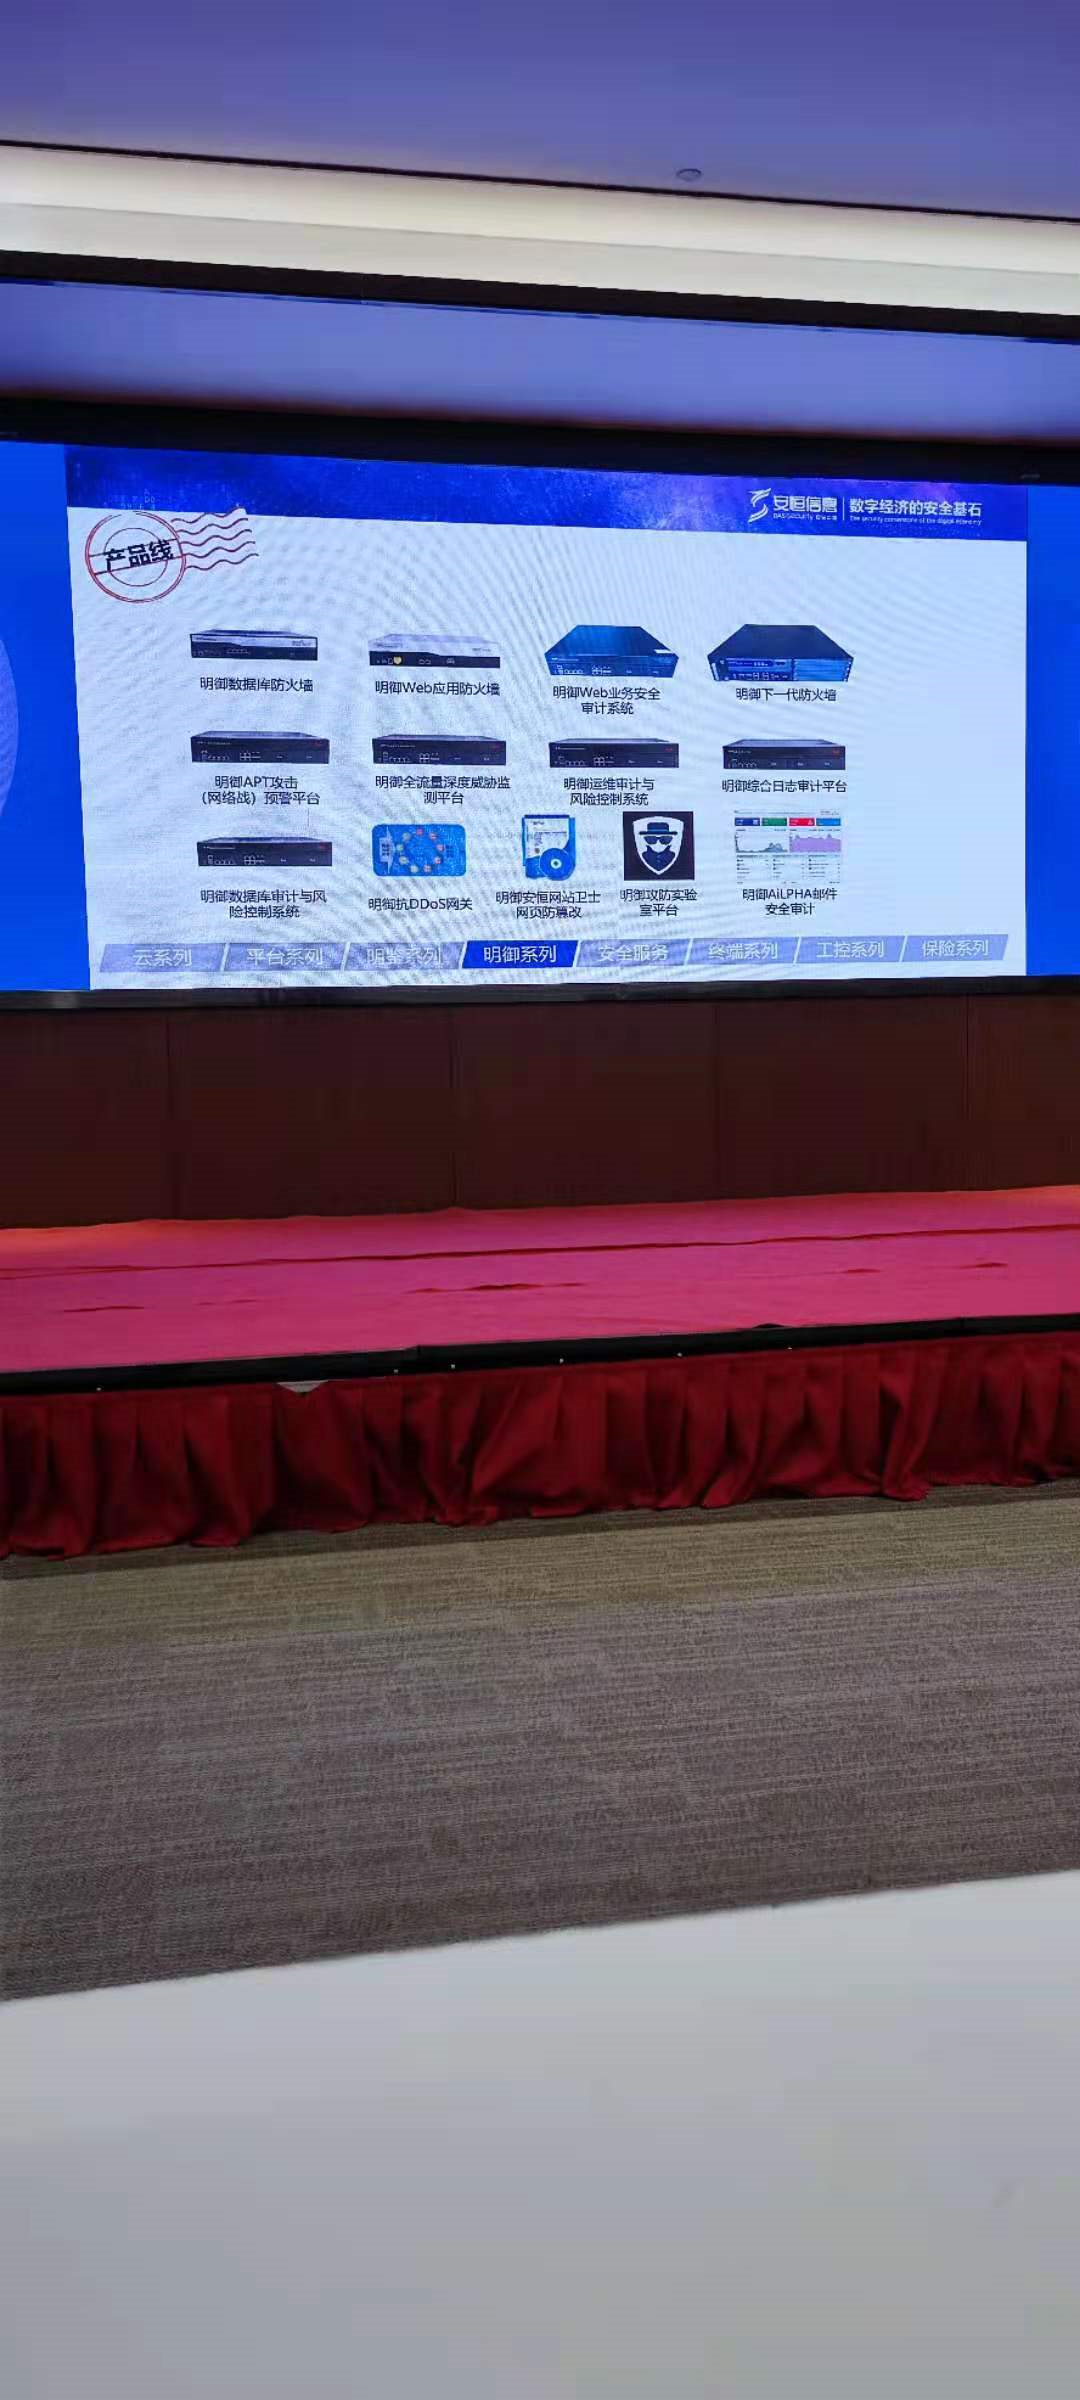 安恒信息
DAS-Security
数字经济的安全基石
The security cornerstone of the digital economy
产品线
明御数据库防火墙
明御Web应用防火墙
明御Web业务安全
审计系统
明御下一代防火墙
明御APT攻击
（网络战）预警平台
明御全流量深度威胁监
测平台
明御运维审计与
风险控制系统
明御综合日志审计平台
明御数据库审计与风
险控制系统
明御抗DDoS网关
明御安恒网站卫士
网页防篡改
明御攻防实验
室平台
明御AiLPHA邮件
安全审计
云系列
平台系列
明鉴系列
明御系列
安全服务
终端系列
工控系列
保险系列